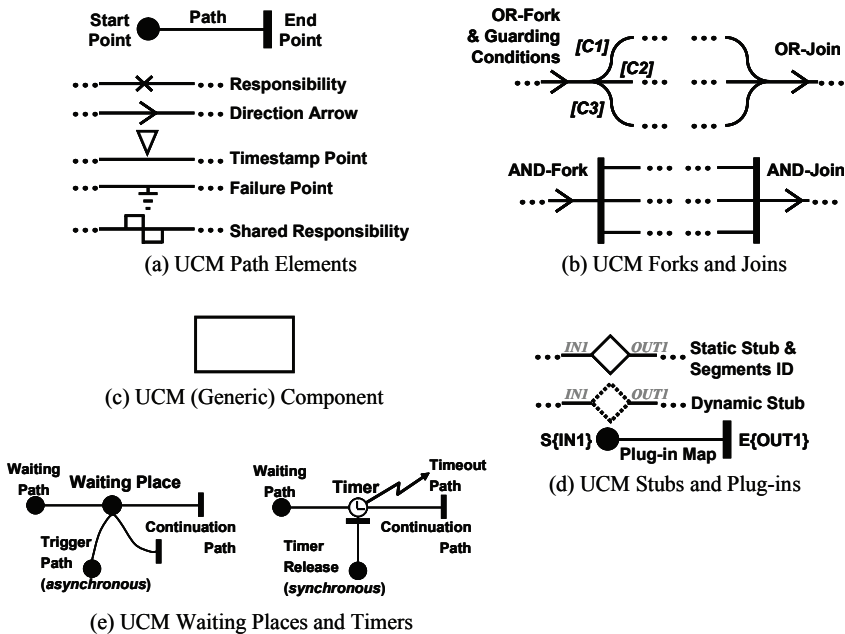 Start
Point
Path
End
Point
Responsibility
Direction Arrow
Timestamp Point
Failure Point
Shared Responsibility
(a) UCM Path Elements
OR-Fork
& Guarding
Conditions
[C1]
[C2]
[C3]
OR-Join
AND-Fork
AND-Join
(b) UCM Forks and Joins
(c) UCM (Generic) Component
IN1
OUT1
Static Stub &
Segments ID
IN1
OUT1
Dynamic Stub
S{IN1}
Plug-in Map
E{OUT1}
(d) UCM Stubs and Plug-ins
Waiting
Path
Waiting Place
Continuation
Path
Trigger
Path
(asynchronous)
Waiting
Path
Timer
Timeout
Path
Continuation
Path
Timer
Release
(synchronous)
(e) UCM Waiting Places and Timers